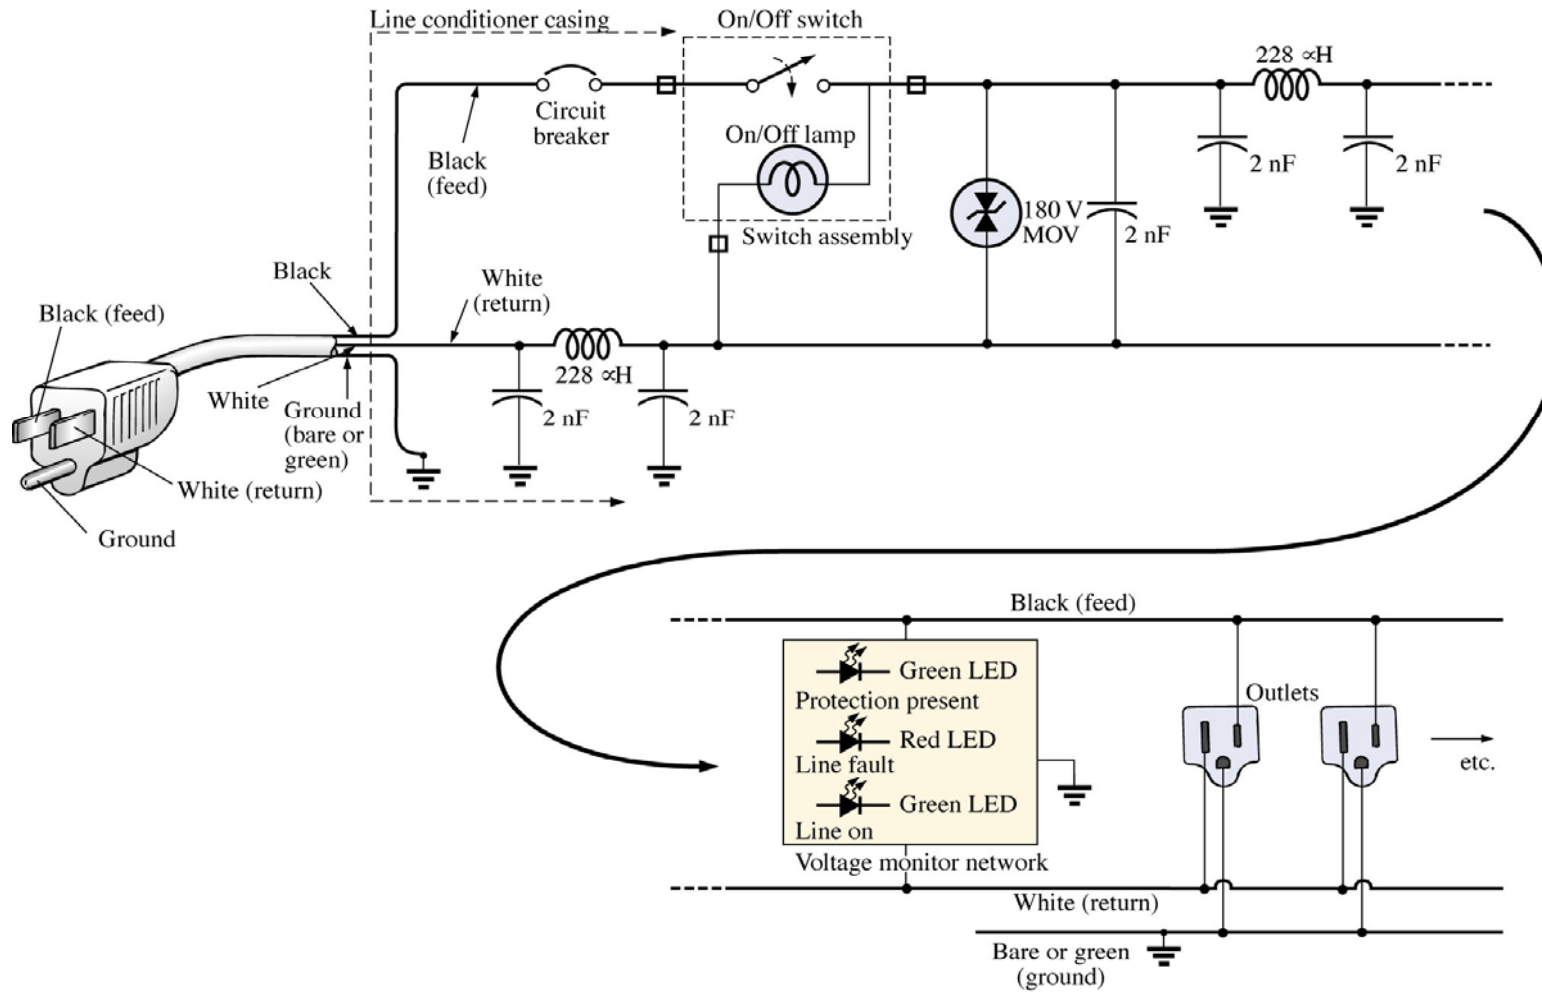 Line conditioner casing
On/Off switch
228 ∝H
Circuit
breaker
On/Off lamp
Black
(feed)
2 nF
2 nF
180 V
MOV
2 nF
Switch assembly
Black
White
(return)
Black (feed)
228 ∝H
White
Ground
(bare or
green)
2 nF
2 nF
White (return)
Ground
Black (feed)
Green LED
Protection present
Outlets
Red LED
Line fault
etc.
Green LED
Line on
Voltage monitor network
White (return)
Bare or green
(ground)